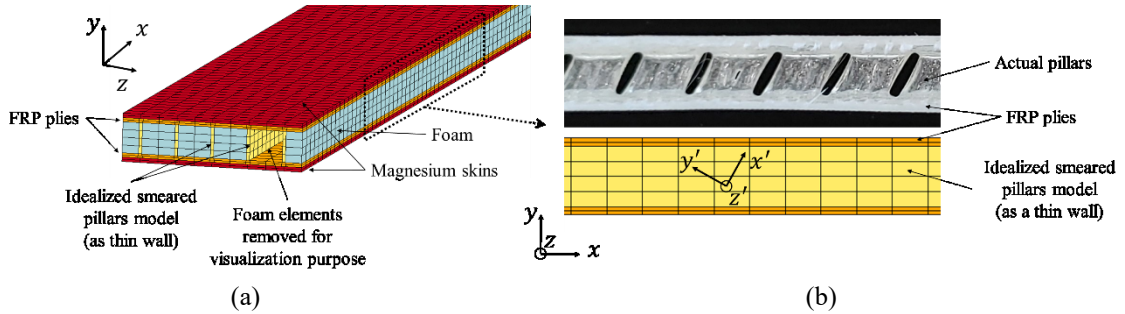 y
x
z
FRP plies
Foam
Magnesium skins
Idealized smeared
pillars model
(as thin wall)
Foam elements
removed for
visualization purpose
(a)
Actual pillars
FRP plies
y′
x′
z′
Idealized smeared
pillars model
(as a thin wall)
y
z
x
(b)